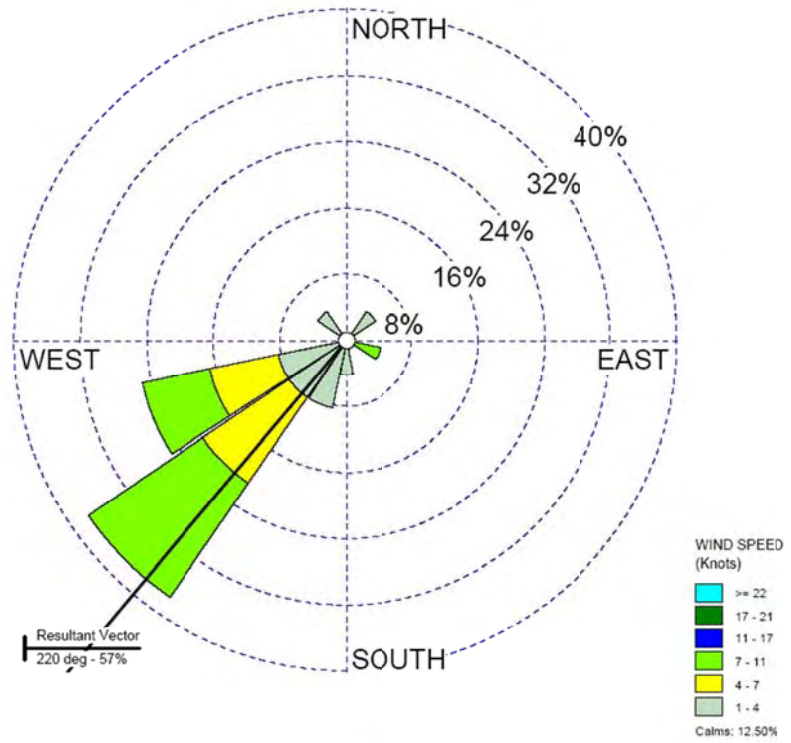 NORTH
40%
32%
24%
16%
8%
WEST
EAST
SOUTH
Resultant Vector
220 deg - 57%
WIND SPEED
(Knots)
>= 22
17 - 21
11 - 17
7 - 11
4 - 7
1 - 4
Calms: 12.50%